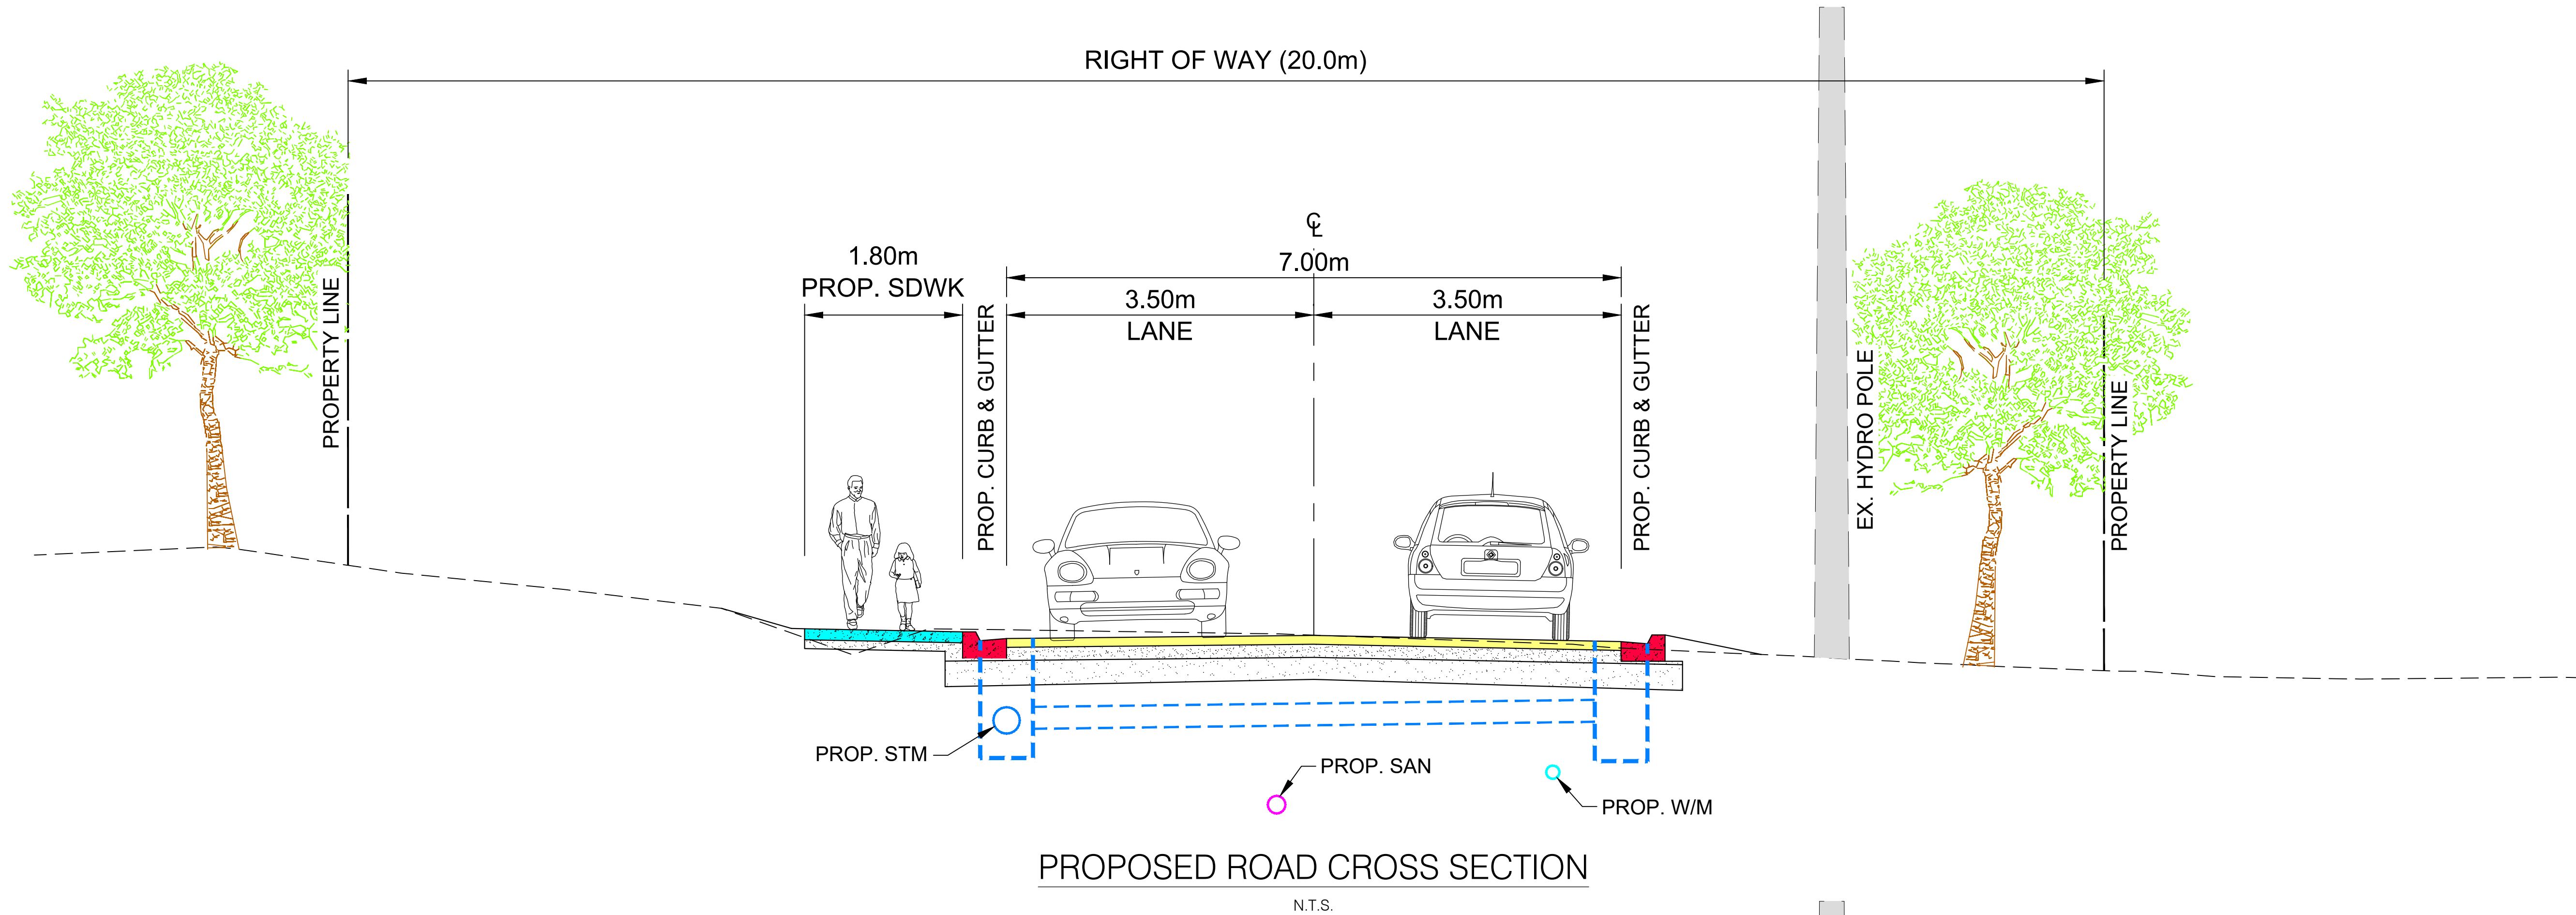 RIGHT OF WAY (20.0m)
℄
1.80m
PROP. SDWK
7.00m
3.50m
LANE
3.50m
LANE
PROPERTY LINE
PROP. CURB & GUTTER
PROP. CURB & GUTTER
EX. HYDRO POLE
PROPERTY LINE
PROP. STM
PROP. SAN
PROP. W/M
PROPOSED ROAD CROSS SECTION
N.T.S.